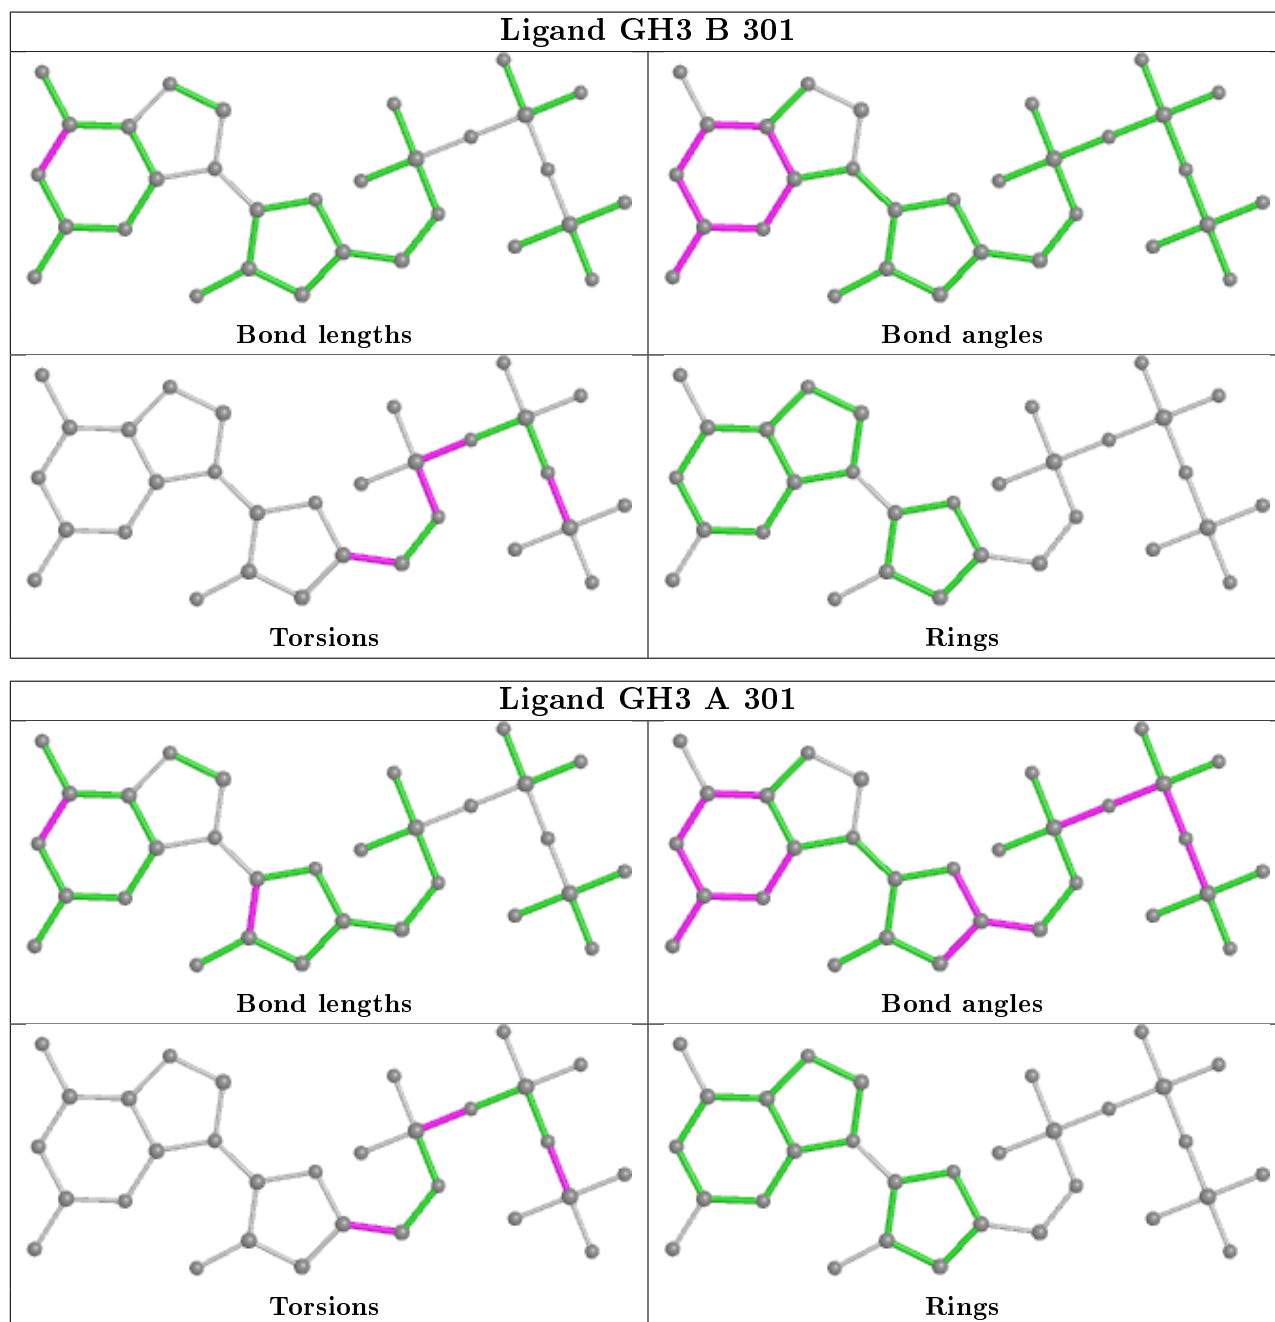 Ligand GH3 B 301
Bond lengths
Bond angles
Torsions
Rings
Ligand GH3 A 301
Bond lengths
Bond angles
Torsions
Rings